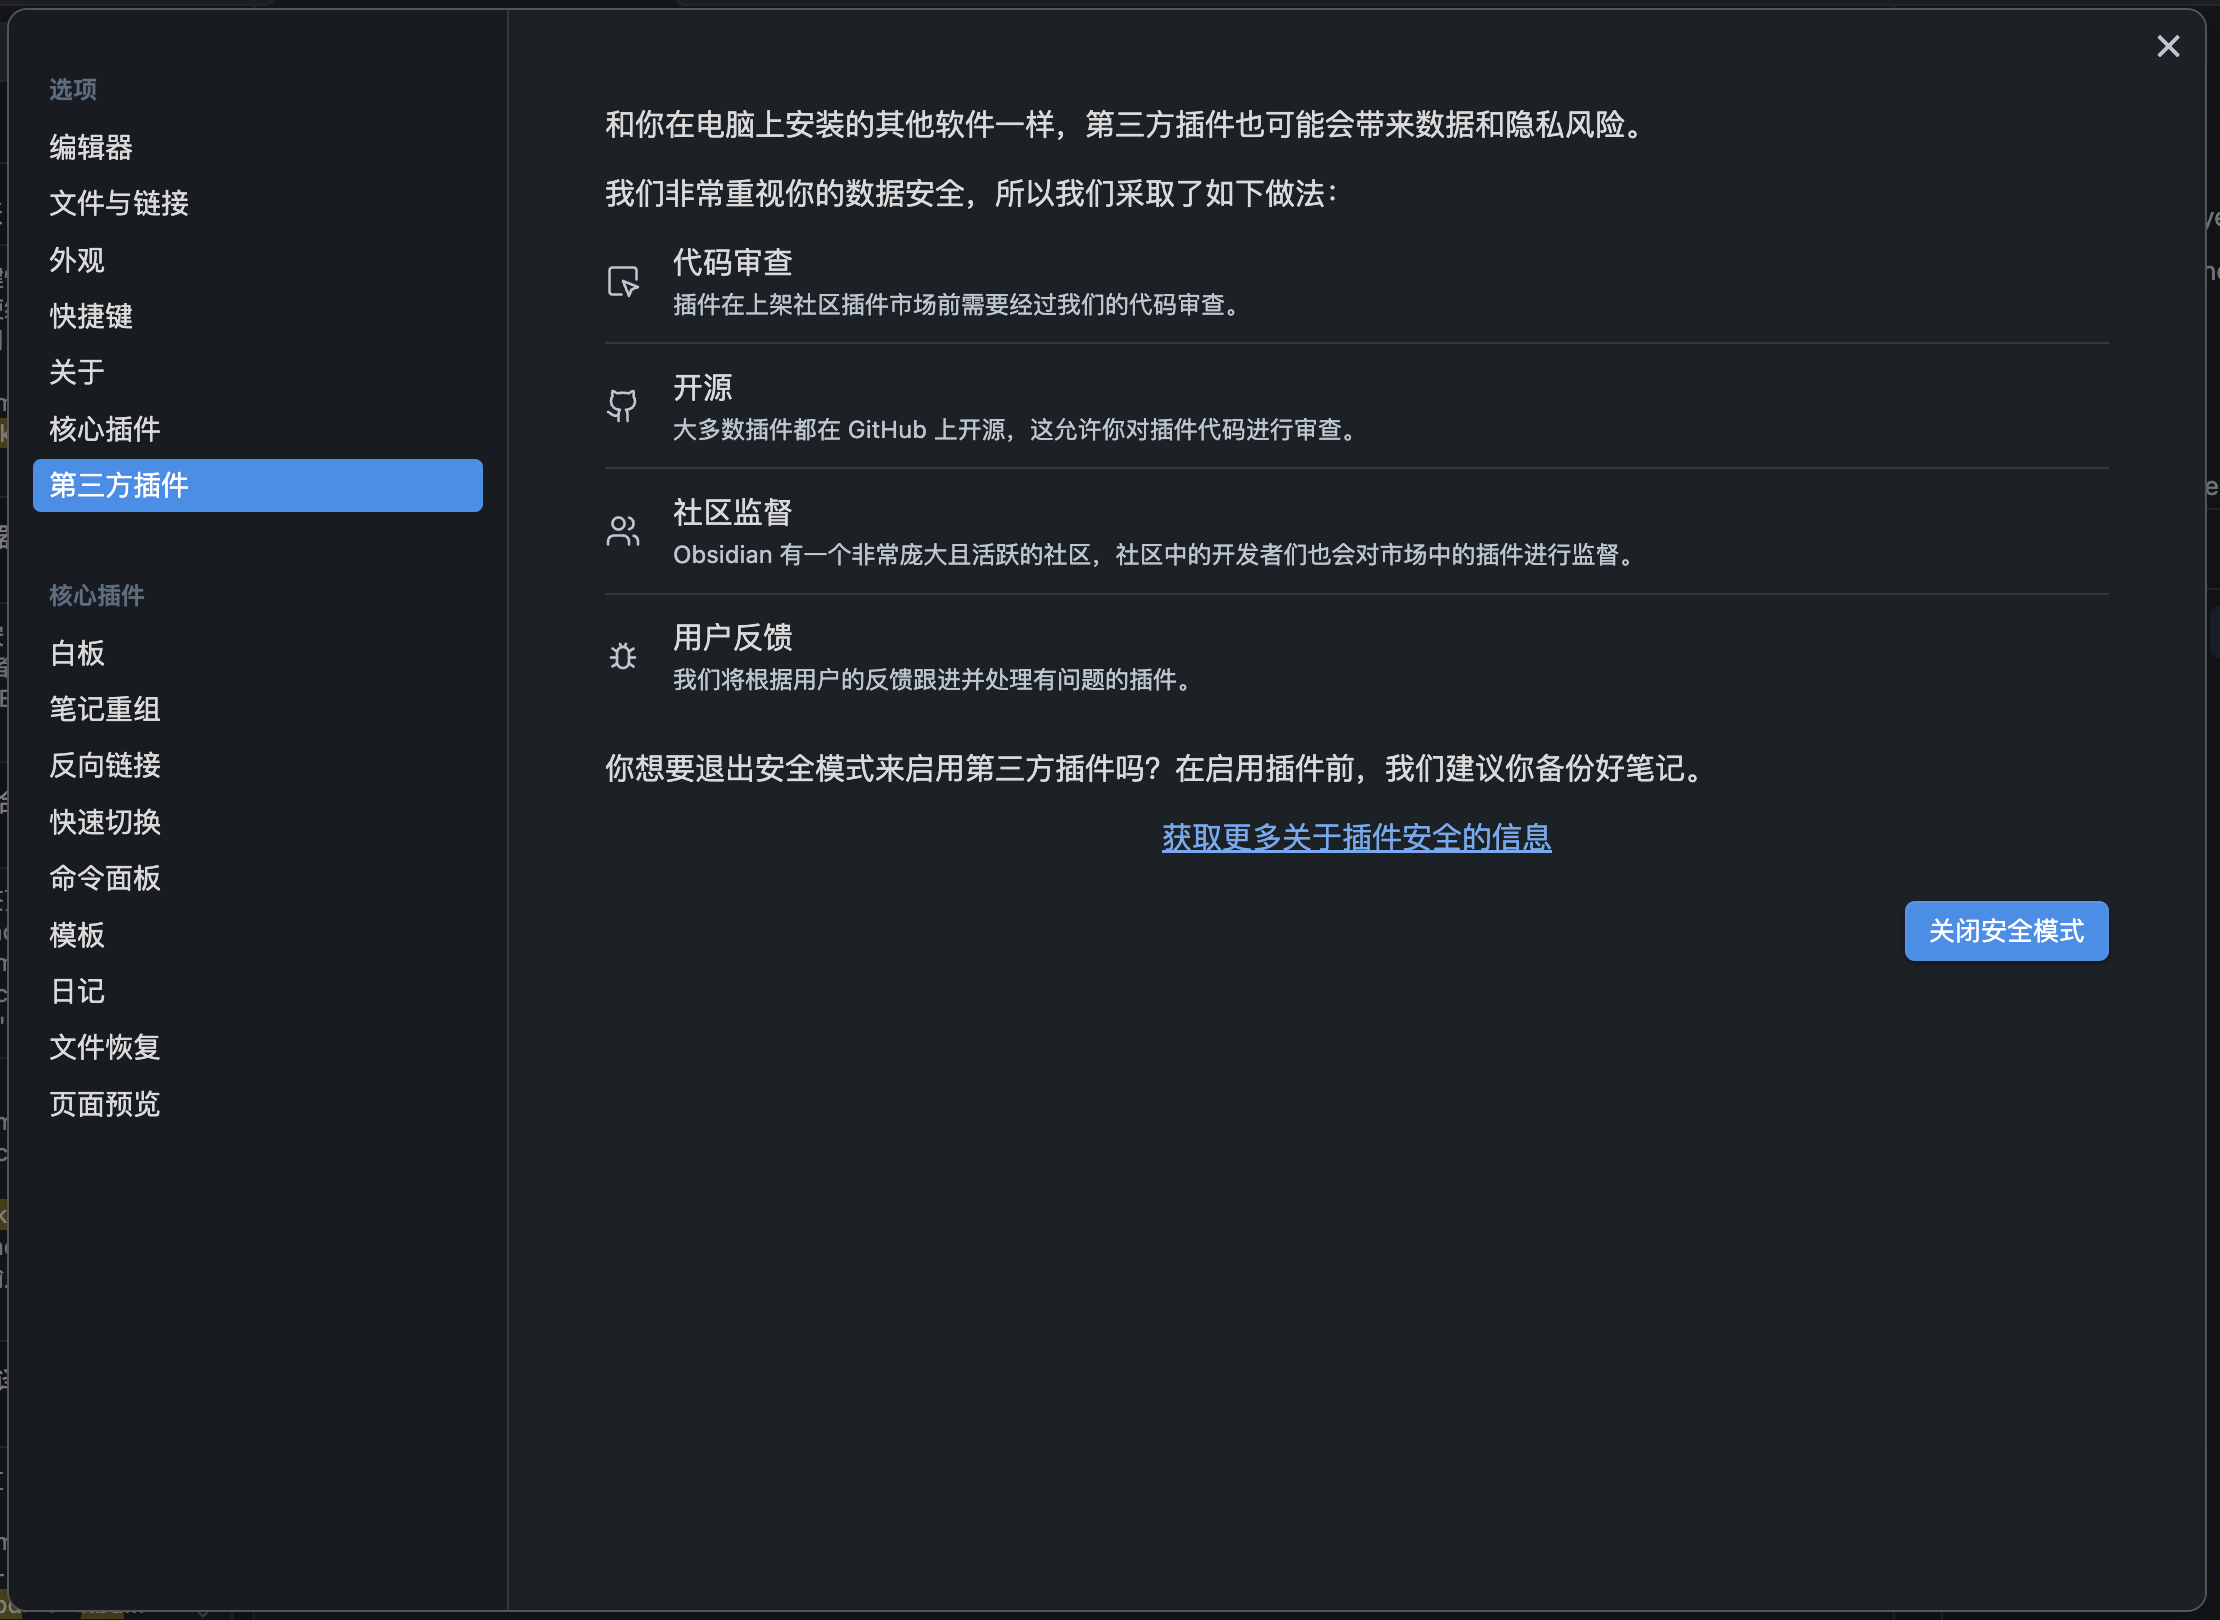 选项
编辑器
文件与链接
外观
快捷键
关于
核心插件
第三方插件
核心插件
白板
笔记重组
反向链接
快速切换
命令面板
模板
日记
文件恢复
页面预览
和你在电脑上安装的其他软件一样，第三方插件也可能会带来数据和隐私风险。
我们非常重视你的数据安全，所以我们采取了如下做法：
代码审查
插件在上架社区插件市场前需要经过我们的代码审查。
开源
大多数插件都在 GitHub 上开源，这允许你对插件代码进行审查。
社区监督
Obsidian 有一个非常庞大且活跃的社区，社区中的开发者们也会对市场中的插件进行监督。
用户反馈
我们将根据用户的反馈跟进并处理有问题的插件。
你想要退出安全模式来启用第三方插件吗？在启用插件前，我们建议你备份好笔记。
获取更多关于插件安全的信息
关闭安全模式